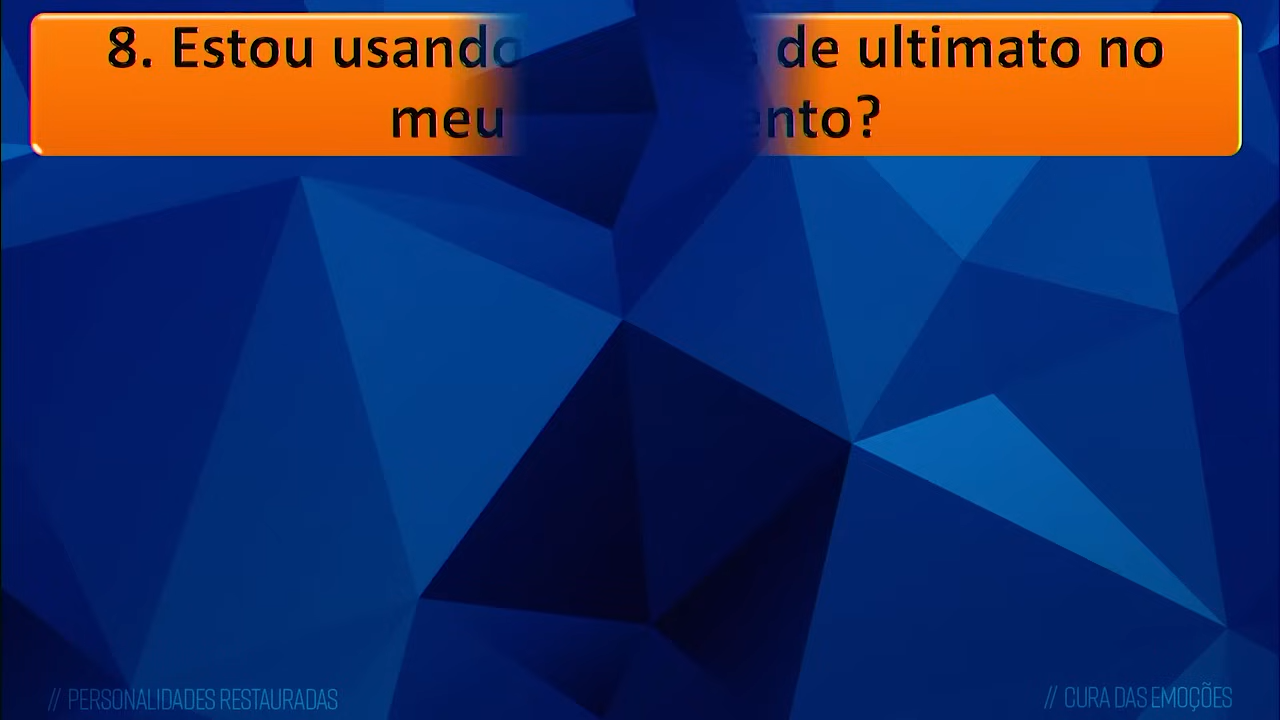 8. Estou usando de ultimato no
meu
// PERSONALIDADES RESTAURADAS
// CURA DAS EMOÇÕES